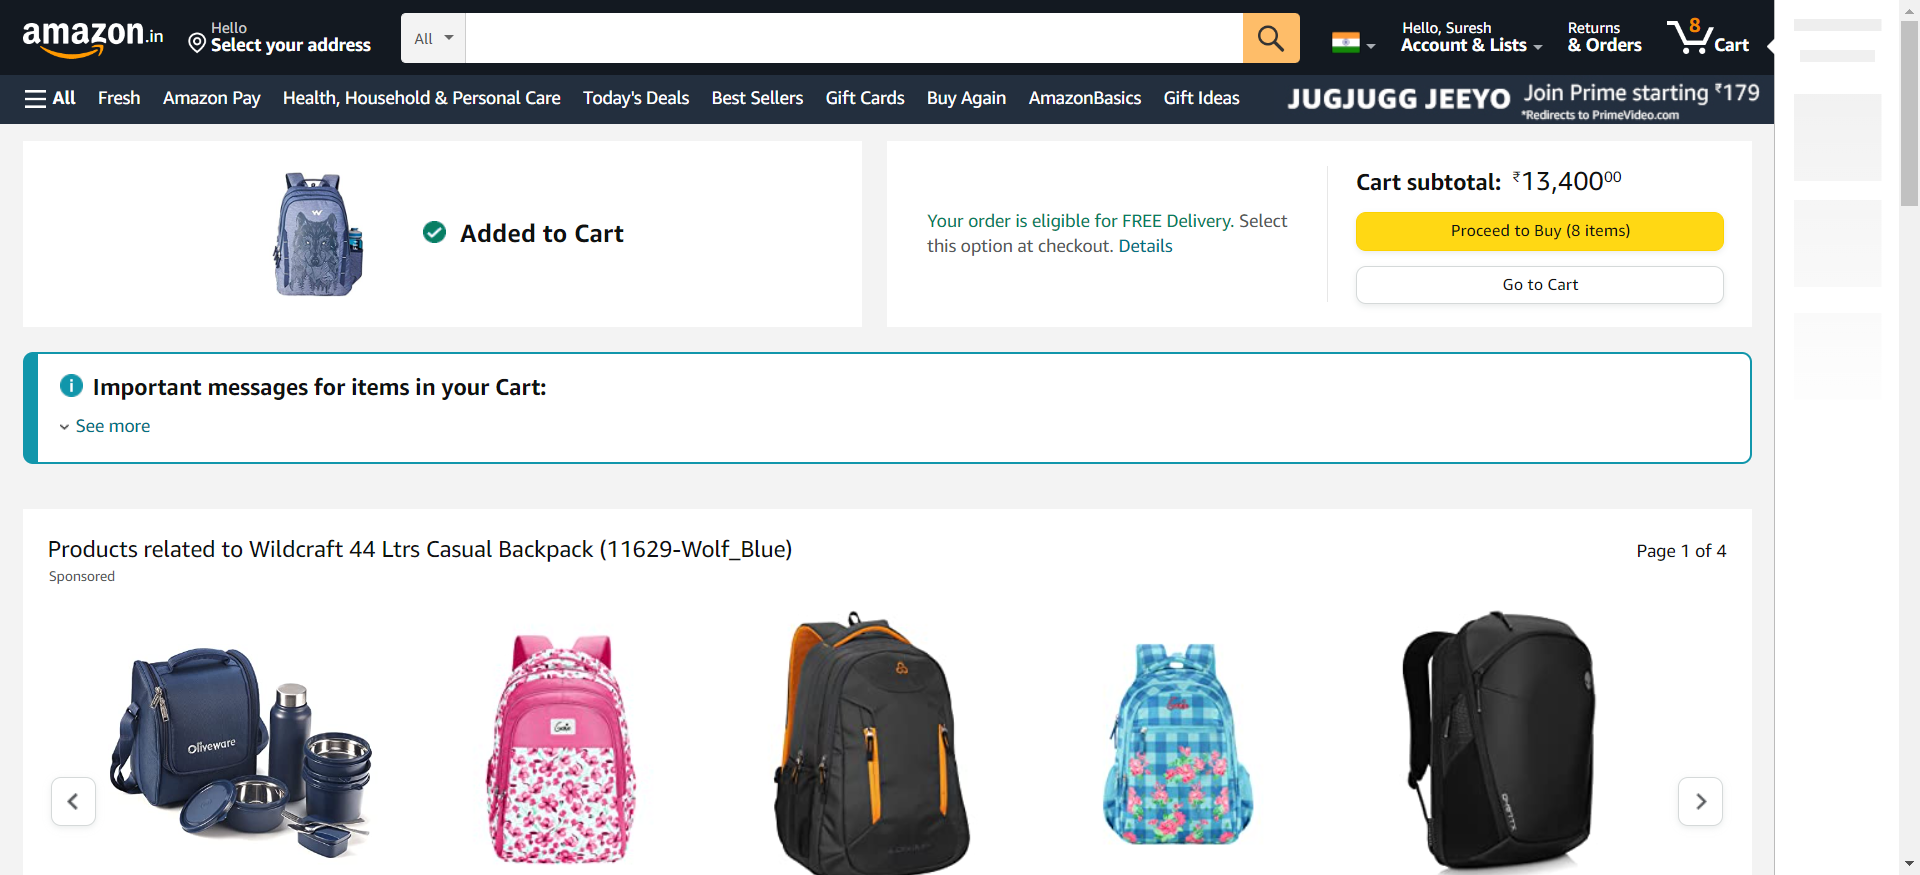 amazon.in
Hello
Select your address
All
Hello, Suresh
Account & Lists
Returns
& Orders
8
Cart
All
Fresh
Amazon Pay
Health, Household & Personal Care
Today's Deals
Best Sellers
Gift Cards
Buy Again
AmazonBasics
Gift Ideas
JUGJUGG JEEYO
Join Prime starting ₹179
*Redirects to PrimeVideo.com
Added to Cart
Your order is eligible for FREE Delivery. Select
this option at checkout. Details
Cart subtotal: ₹13,400⁰⁰
Proceed to Buy (8 items)
Go to Cart
Important messages for items in your Cart:
See more
Products related to Wildcraft 44 Ltrs Casual Backpack (11629-Wolf_Blue)
Page 1 of 4
Sponsored
Oliveware
Genie